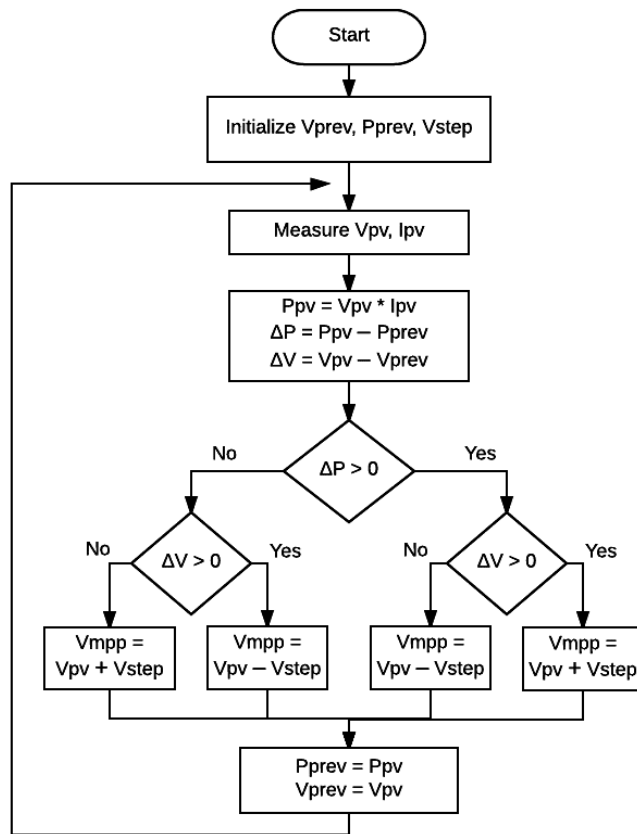 Start
Initialize Vprev, Pprev, Vstep
Measure Vpv, Ipv
Ppv = Vpv * Ipv
ΔP = Ppv – Pprev
ΔV = Vpv – Vprev
No
ΔP > 0
Yes
No
ΔV > 0
Yes
No
ΔV > 0
Yes
Vmpp =
Vpv + Vstep
Vmpp =
Vpv – Vstep
Vmpp =
Vpv – Vstep
Vmpp =
Vpv + Vstep
Pprev = Ppv
Vprev = Vpv